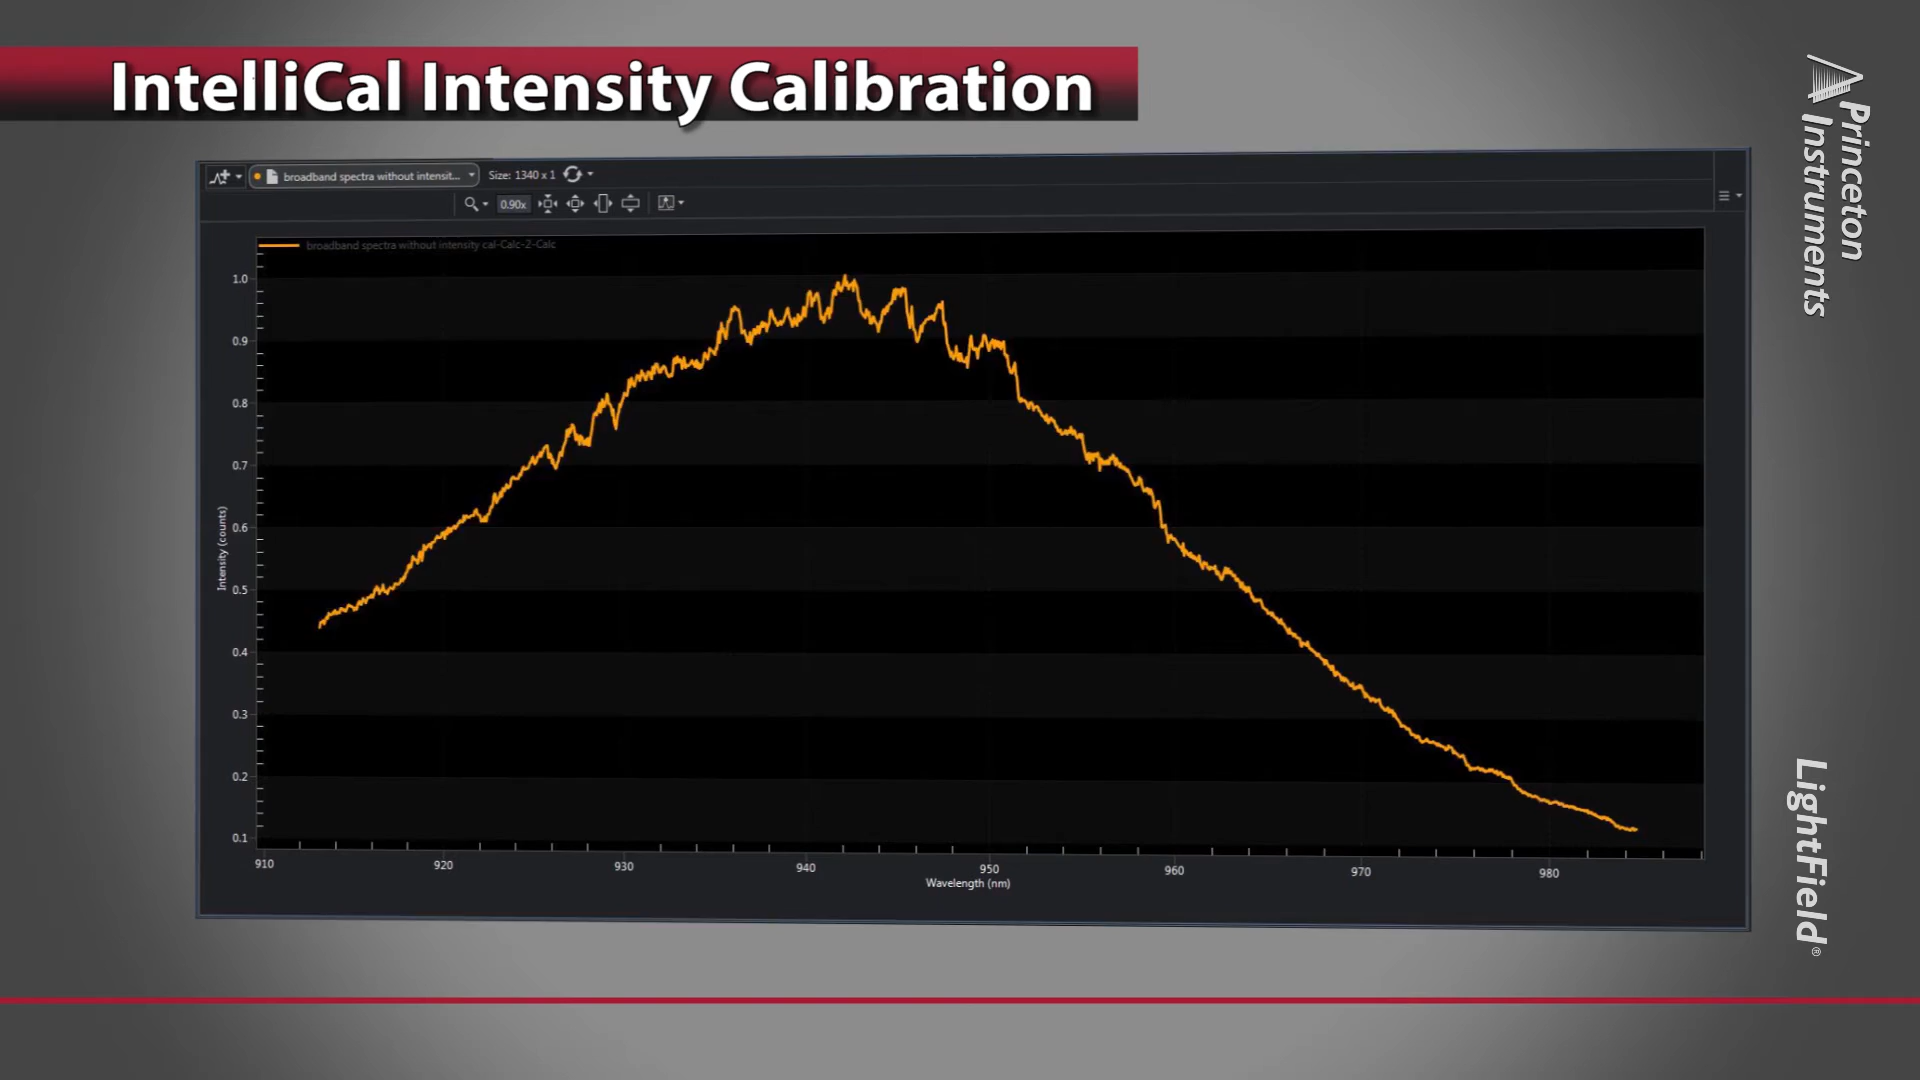 IntelliCal Intensity Calibration
Princeton
Instruments
broadband spectra without intensit...
Size: 1340 x 1
0.90x
broadband spectra without intensity cal-Calc-2-Calc
1.0
0.9
0.8
0.7
0.6
0.5
0.4
0.3
0.2
0.1
Intensity (counts)
910 920 930 940 950 960 970 980
Wavelength (nm)
LightField®